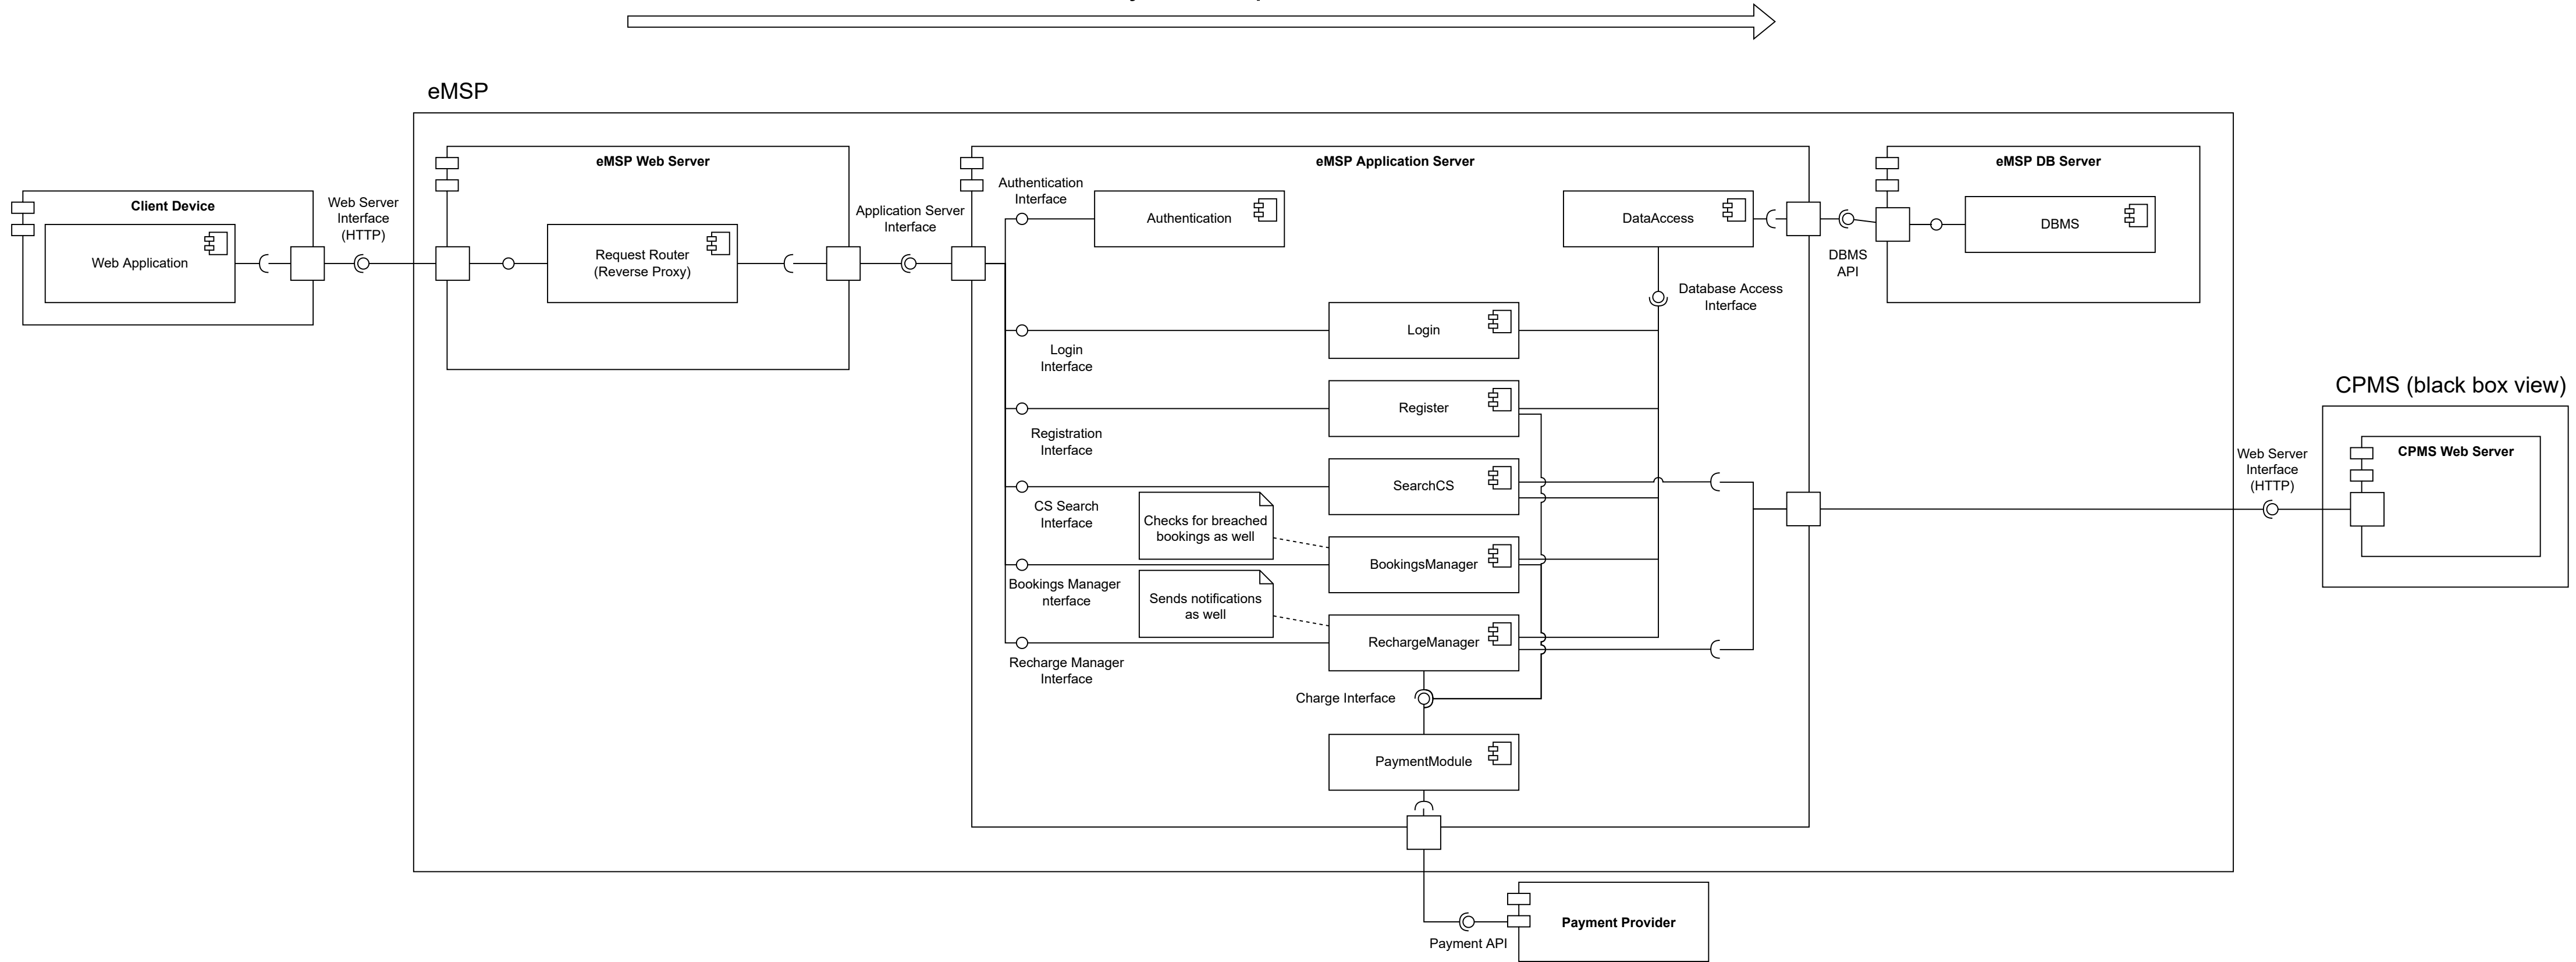 eMSP
eMSP Web Server
eMSP Application Server
eMSP DB Server
Client Device
Web Application
Web Server
Interface
(HTTP)
Request Router
(Reverse Proxy)
Application Server
Interface
Authentication
Interface
Authentication
DataAccess
DBMS
API
DBMS
Database Access
Interface
Login
Login
Interface
Register
Registration
Interface
SearchCS
CS Search
Interface
Checks for breached
bookings as well
BookingsManager
Bookings Manager
nterface
Sends notifications
as well
RechargeManager
Recharge Manager
Interface
Charge Interface
PaymentModule
Payment Provider
Payment API
CPMS (black box view)
CPMS Web Server
Web Server
Interface
(HTTP)